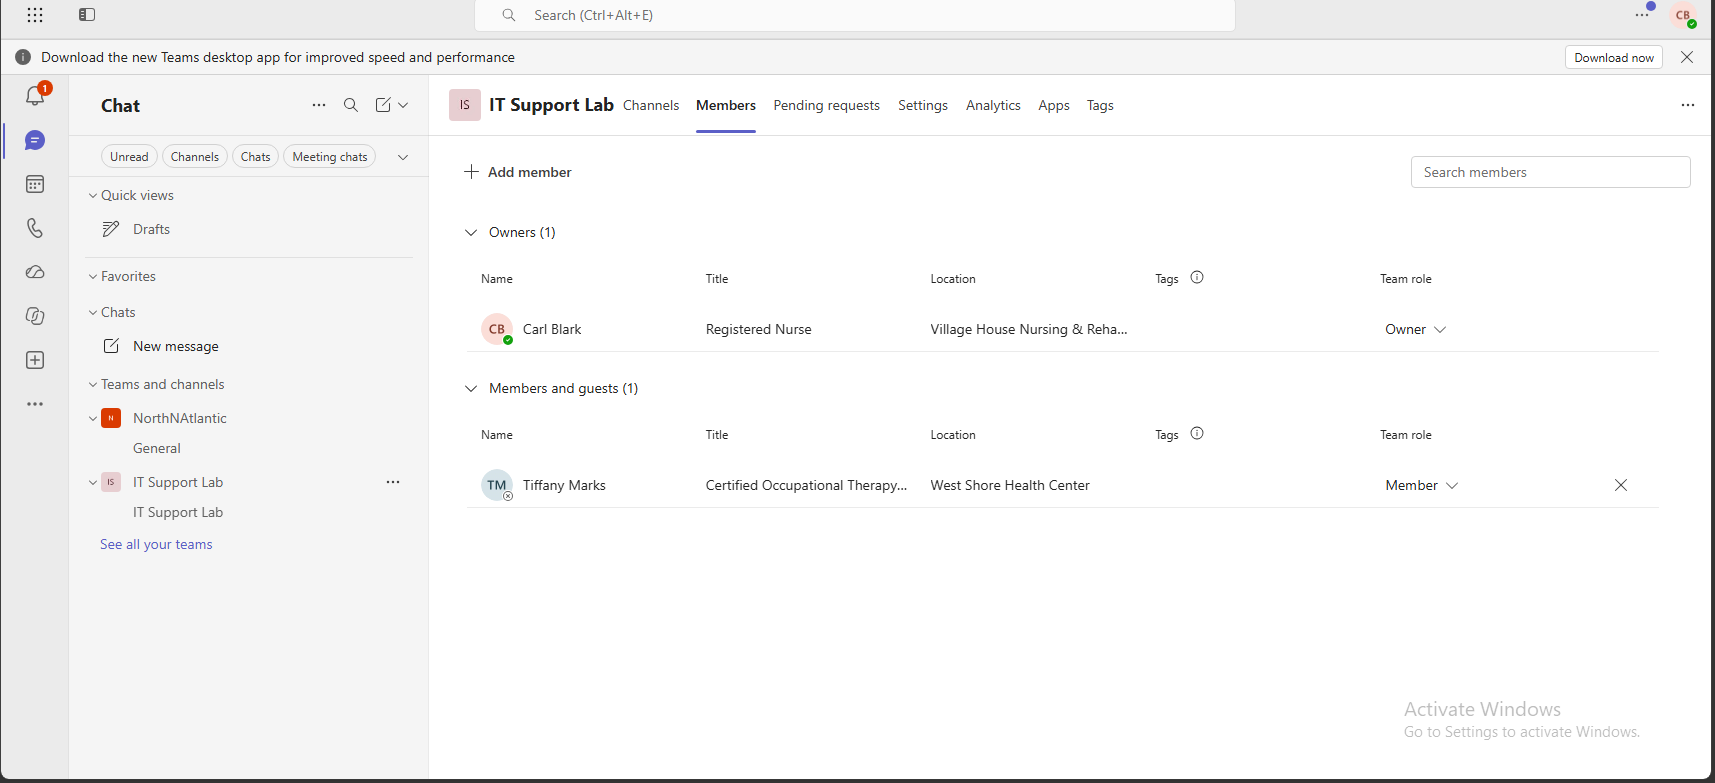 Search (Ctrl+Alt+E)
CB
Download the new Teams desktop app for improved speed and performance
Download now
1
Chat
IS
IT Support Lab
Channels
Members
Pending requests
Settings
Analytics
Apps
Tags
Unread
Channels
Chats
Meeting chats
Add member
Search members
Quick views
Drafts
Owners (1)
Favorites
Name
Title
Location
Tags
Team role
Chats
CB
Carl Blark
Registered Nurse
Village House Nursing & Reha...
Owner
New message
Teams and channels
Members and guests (1)
N
NorthNAtlantic
General
Name
Title
Location
Tags
Team role
IS
IT Support Lab
TM
Tiffany Marks
Certified Occupational Therapy...
West Shore Health Center
Member
IT Support Lab
See all your teams
Activate Windows
Go to Settings to activate Windows.